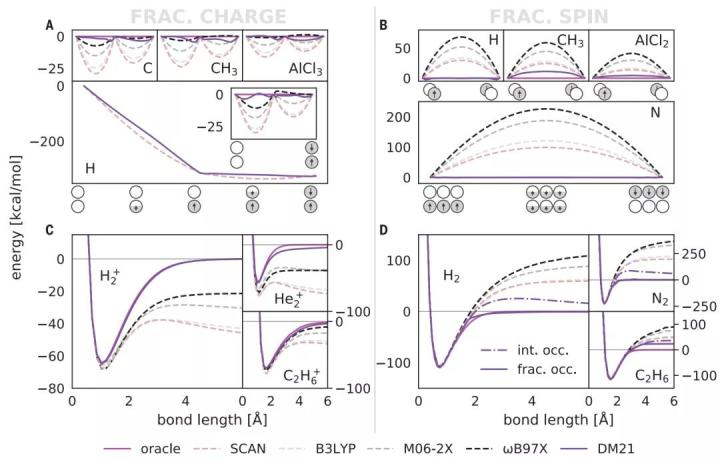 FRAC. CHARGE
FRAC. SPIN
A
0
−25
C
CH3
AlCl3
−200
0
−25
H
B
50
0
H
CH3
AlCl2
200
100
0
N
energy [kcal/mol]
C
0
−20
−40
−60
−80
H2+
0
−100
He2+
0
−100
C2H6+
0 2 4 0 2 4 6
bond length [Å]
D
100
0
−100
H2
int. occ.
frac. occ.
250
0
−250
N2
100
0
−100
C2H6
0 2 4 0 2 4 6
bond length [Å]
oracle SCAN B3LYP M06-2X ωB97X DM21